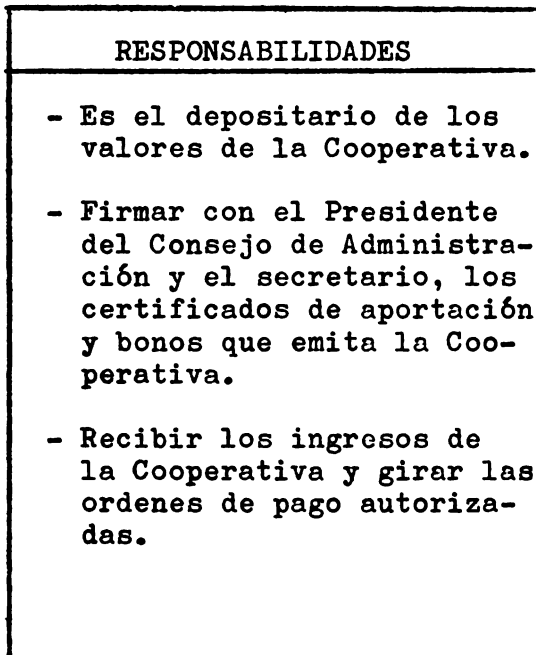 RESPONSABILIDADES
- Es el depositario de los
valores de la Cooperativa.
- Firmar con el Presidente
del Consejo de Administra-
ción y el secretario, los
certificados de aportación
y bonos que emita la Coo-
perativa.
- Recibir los ingresos de
la Cooperativa y girar las
ordenes de pago autoriza-
das.